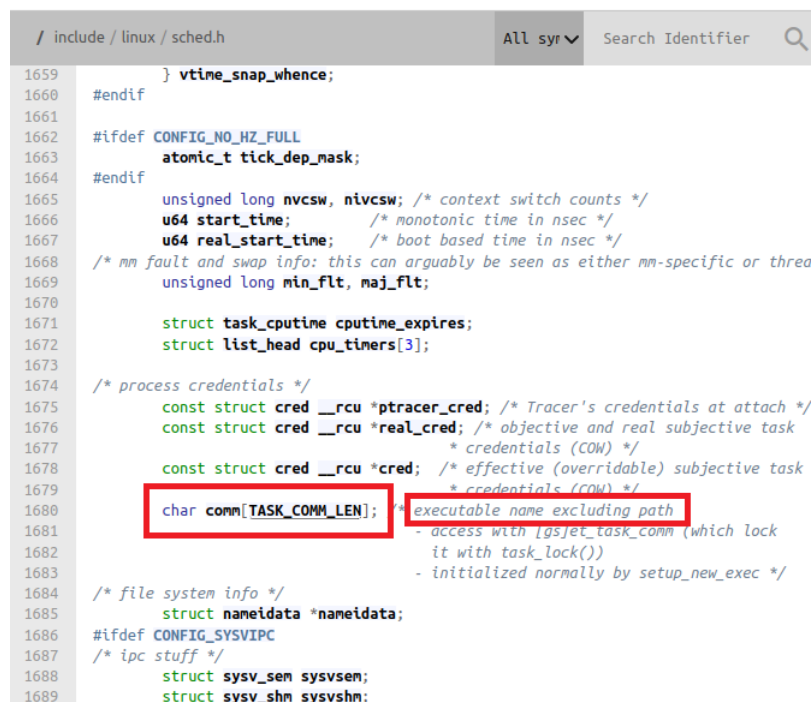 / include / linux / sched.h All syr Search Identifier
1659 } vtime_snap_whence;
1660 #endif
1661
1662 #ifdef CONFIG_NO_HZ_FULL
1663 atomic_t tick_dep_mask;
1664 #endif
1665 unsigned long nvcsw, nivcsw; /* context switch counts */
1666 u64 start_time; /* monotonic time in nsec */
1667 u64 real_start_time; /* boot based time in nsec */
1668 /* mm fault and swap info: this can arguably be seen as either mm-specific or threa
1669 unsigned long min_flt, maj_flt;
1670
1671 struct task_cputime cputime_expires;
1672 struct list_head cpu_timers[3];
1673
1674 /* process credentials */
1675 const struct cred __rcu *ptracer_cred; /* Tracer's credentials at attach */
1676 const struct cred __rcu *real_cred; /* objective and real subjective task
1677 * credentials (COW) */
1678 const struct cred __rcu *cred; /* effective (overridable) subjective task
1679 * credentials (COW) */
1680 char comm[TASK_COMM_LEN]; /* executable name excluding path
1681 - access with [gs]et_task_comm (which lock
1682 it with task_lock())
1683 - initialized normally by setup_new_exec */
1684 /* file system info */
1685 struct nameidata *nameidata;
1686 #ifdef CONFIG_SYSVIPC
1687 /* ipc stuff */
1688 struct sysv_sem sysvsem;
1689 struct sysv_shm sysvshm;